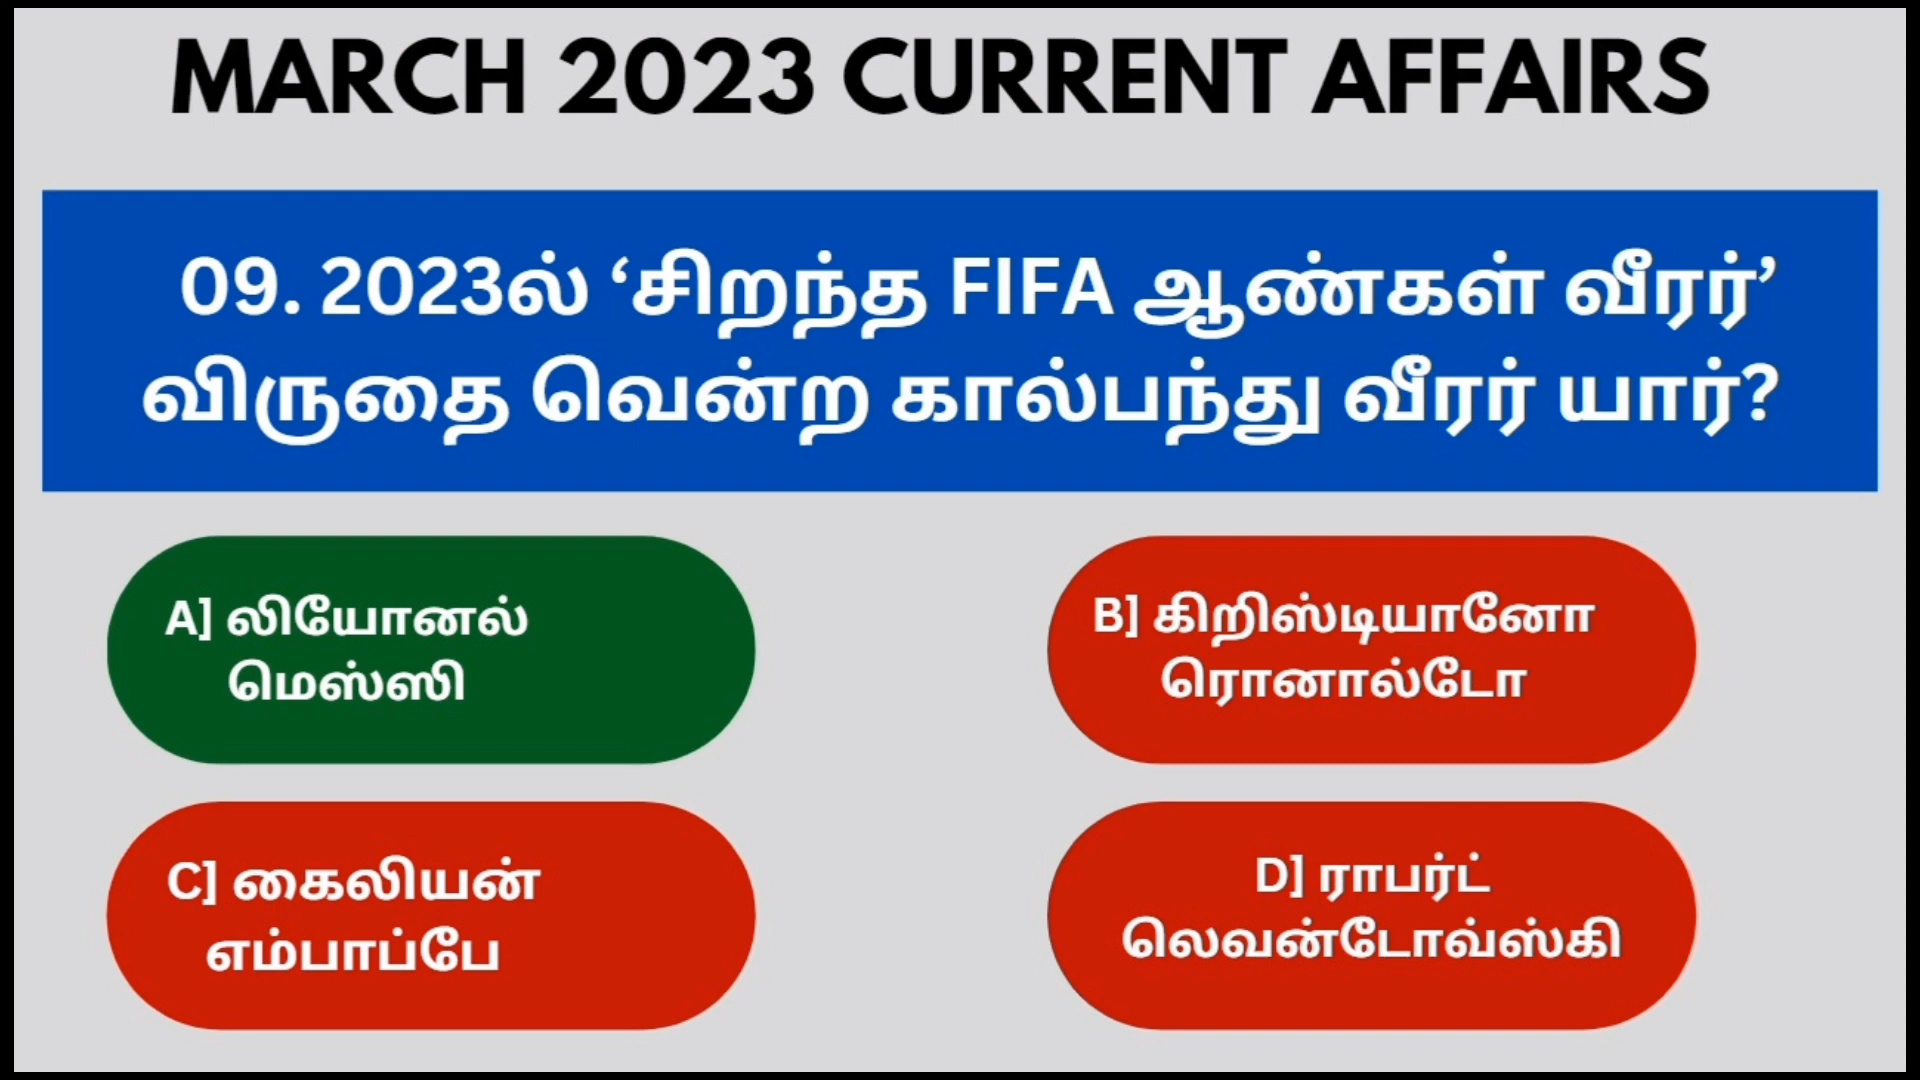 MARCH 2023 CURRENT AFFAIRS
09. 2023ல் ‘சிறந்த FIFA ஆண்கள் வீரர்’
விருதை வென்ற கால்பந்து வீரர் யார்?
A] லியோனல்
மெஸ்ஸி
B] கிறிஸ்டியானோ
ரொனால்டோ
C] கைலியன்
எம்பாப்பே
D] ராபர்ட்
லெவன்டோவ்ஸ்கி